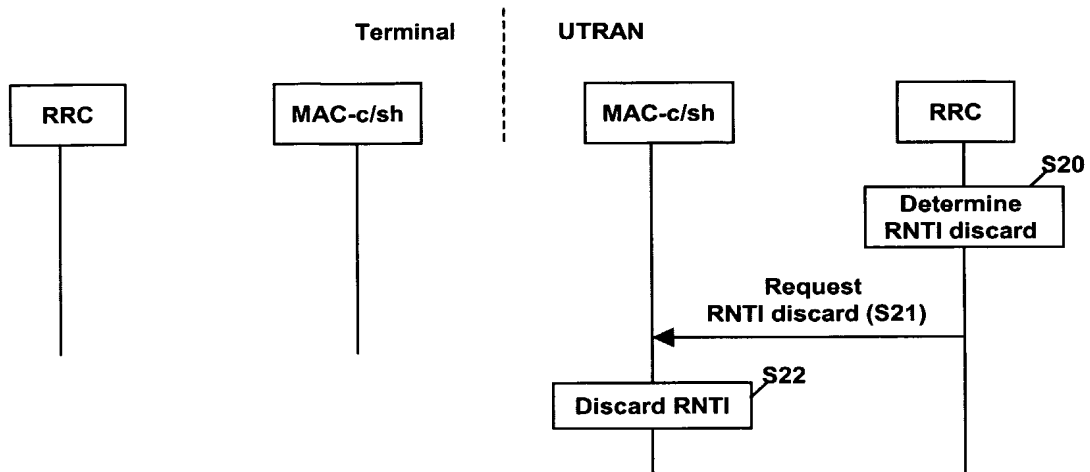 Terminal
UTRAN
RRC
MAC-c/sh
MAC-c/sh
RRC
S20
Determine
RNTI discard
Request
RNTI discard (S21)
S22
Discard RNTI